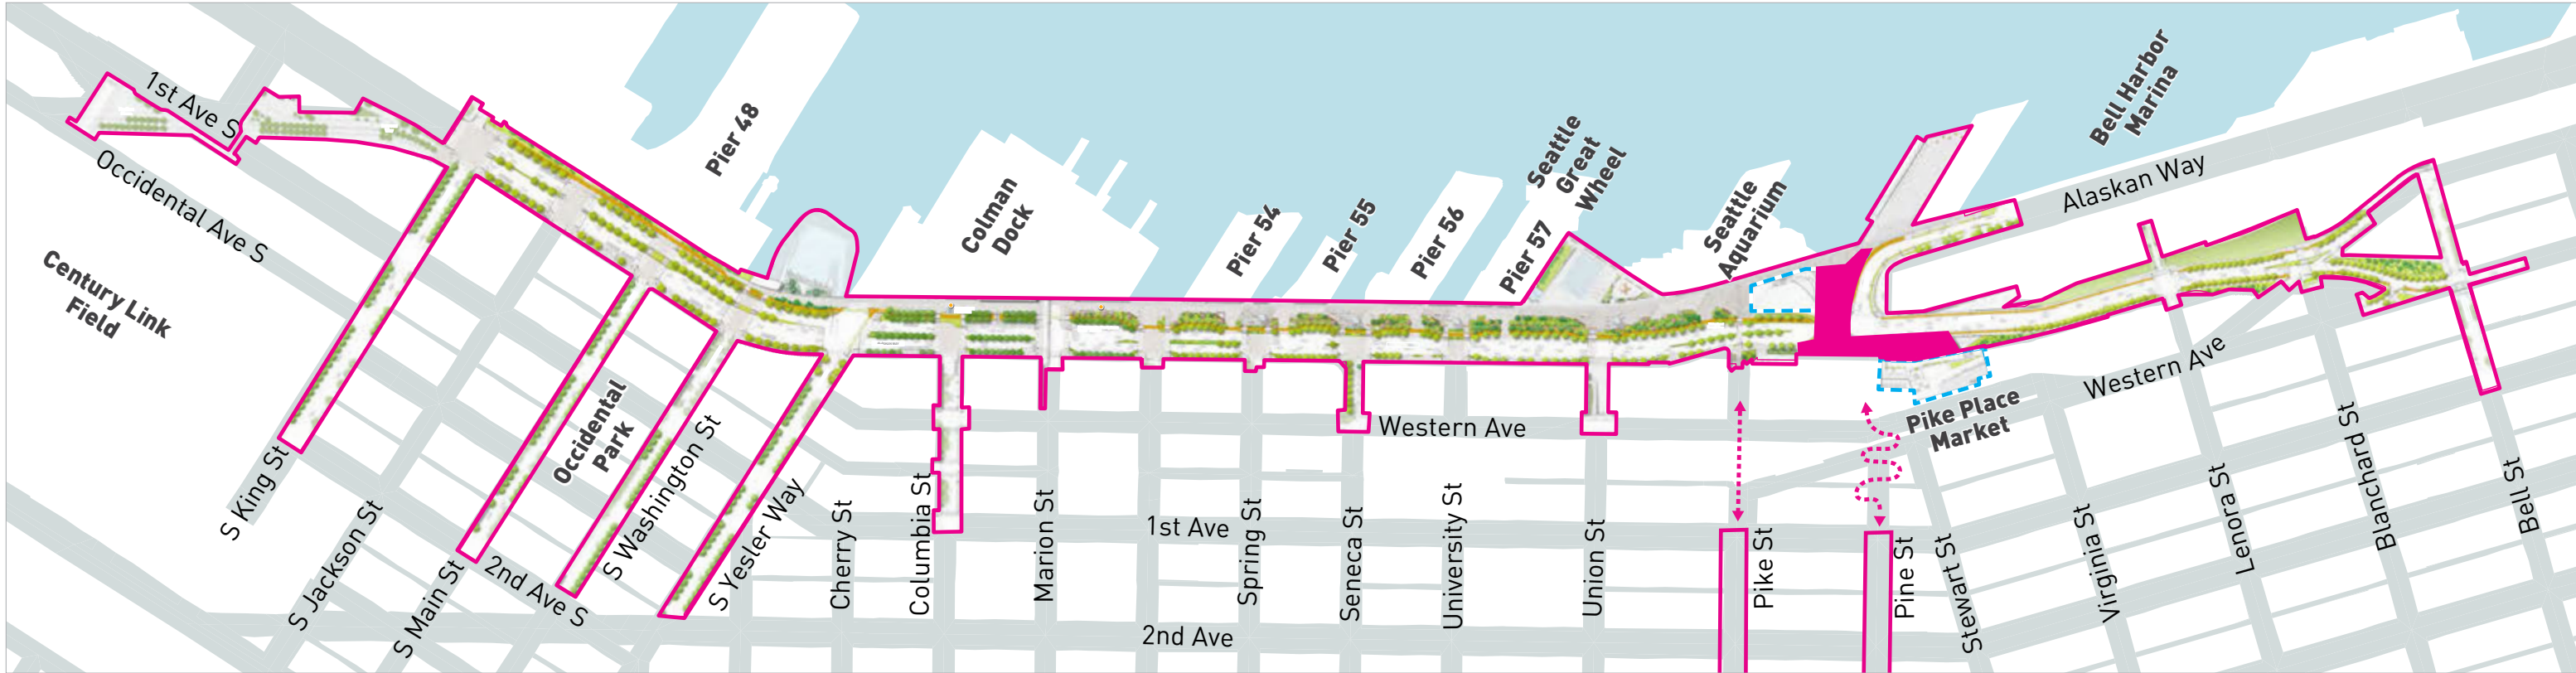 1st Ave S
Occidental Ave S
Century Link
Field
Pier 48
Colman
Dock
Pier 54
Pier 55
Pier 56
Pier 57
Seattle
Great
Wheel
Seattle
Aquarium
Bell Harbor
Marina
Alaskan Way
Western Ave
Pike Place
Market
Western Ave
Occidental
Park
S King St
S Jackson St
S Main St
2nd Ave S
S Washington St
S Yesler Way
Cherry St
Columbia St
Marion St
1st Ave
2nd Ave
Spring St
Seneca St
University St
Union St
Pike St
Pine St
Stewart St
Virginia St
Lenora St
Blanchard St
Bell St